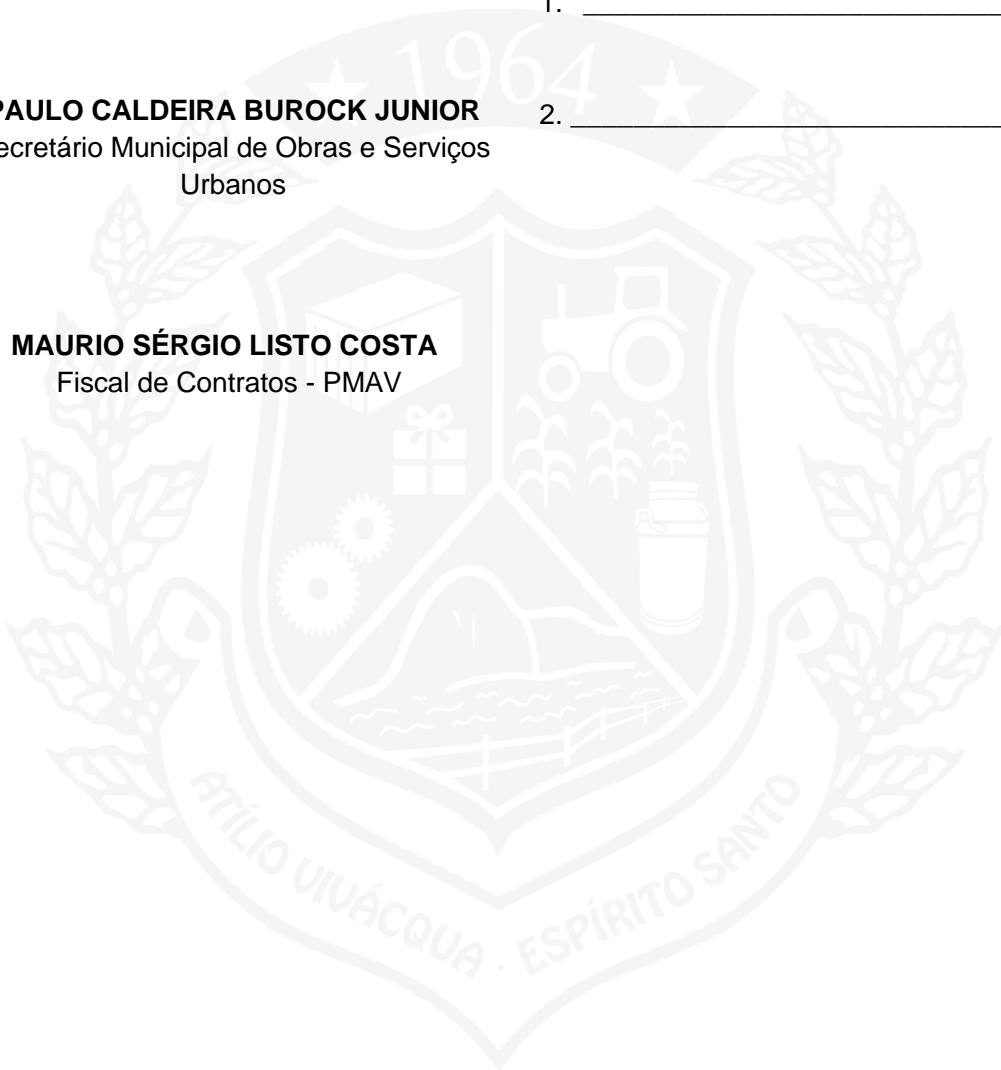 1. ___________________________
PAULO CALDEIRA BUROCK JUNIOR
2. ____________________________
ecretário Municipal de Obras e Serviços
Urbanos
MAURIO SÉRGIO LISTO COSTA
Fiscal de Contratos - PMAV
1964
ATÍLIO VIVÁCQUA · ESPÍRITO SANTO